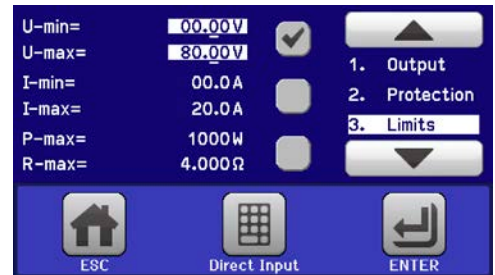 U-min= 00.00V
U-max= 80.00V
I-min= 00.0A
I-max= 20.0A
P-max= 1000W
R-max= 4.000Ω
1. Output
2. Protection
3. Limits
ESC
Direct Input
ENTER